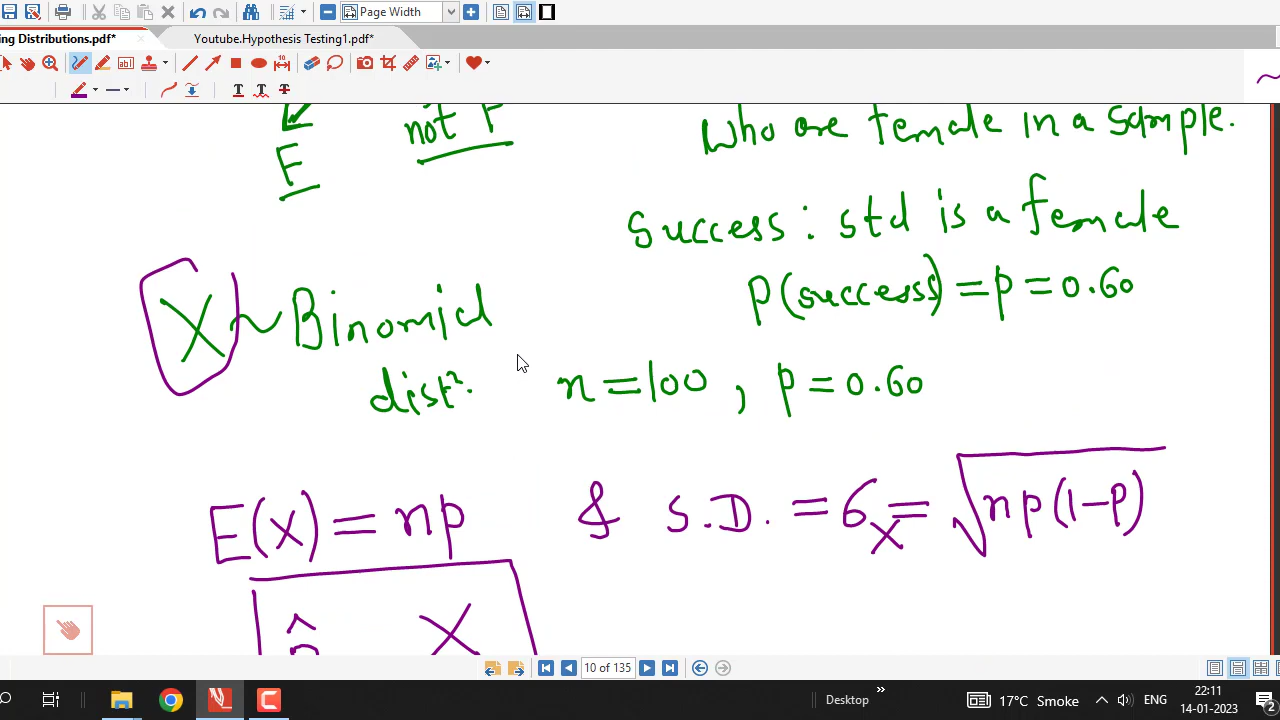 Page Width
ing Distributions.pdf*
Youtube.Hypothesis Testing1.pdf*
F
not F
who are female in a sample.
success: std is a female
p(success) = p = 0.60
X ~ Binomial
dist^n.
n = 100 , p = 0.60
E(X) = np & S.D. = σ_X = √np(1-p)
p̂ X
10 of 135
Desktop
17°C Smoke
ENG
22:11
14-01-2023
2